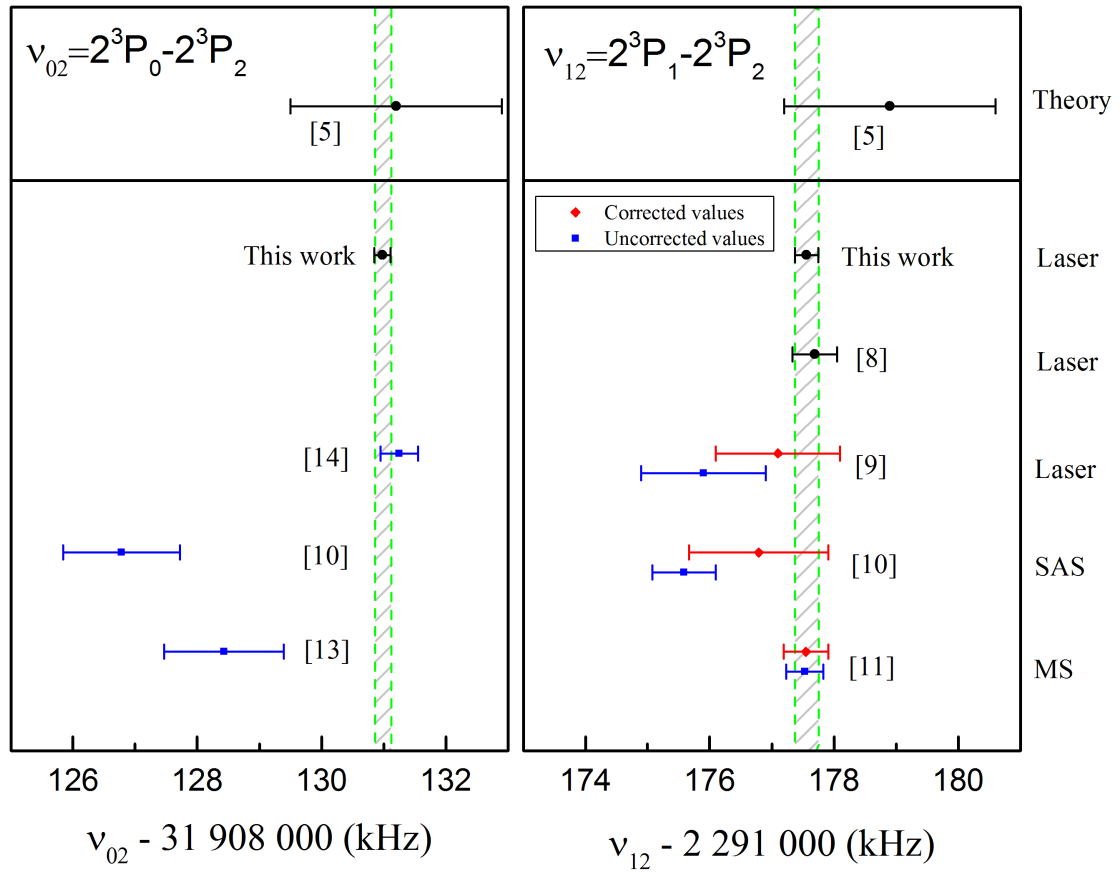 ν02=2³P0-2³P2
[5]
This work
[14]
[10]
[13]
126 128 130 132
ν02 - 31 908 000 (kHz)
ν12=2³P1-2³P2
[5]
Corrected values
Uncorrected values
This work
[8]
[9]
[10]
[11]
174 176 178 180
ν12 - 2 291 000 (kHz)
Theory
Laser
Laser
Laser
SAS
MS